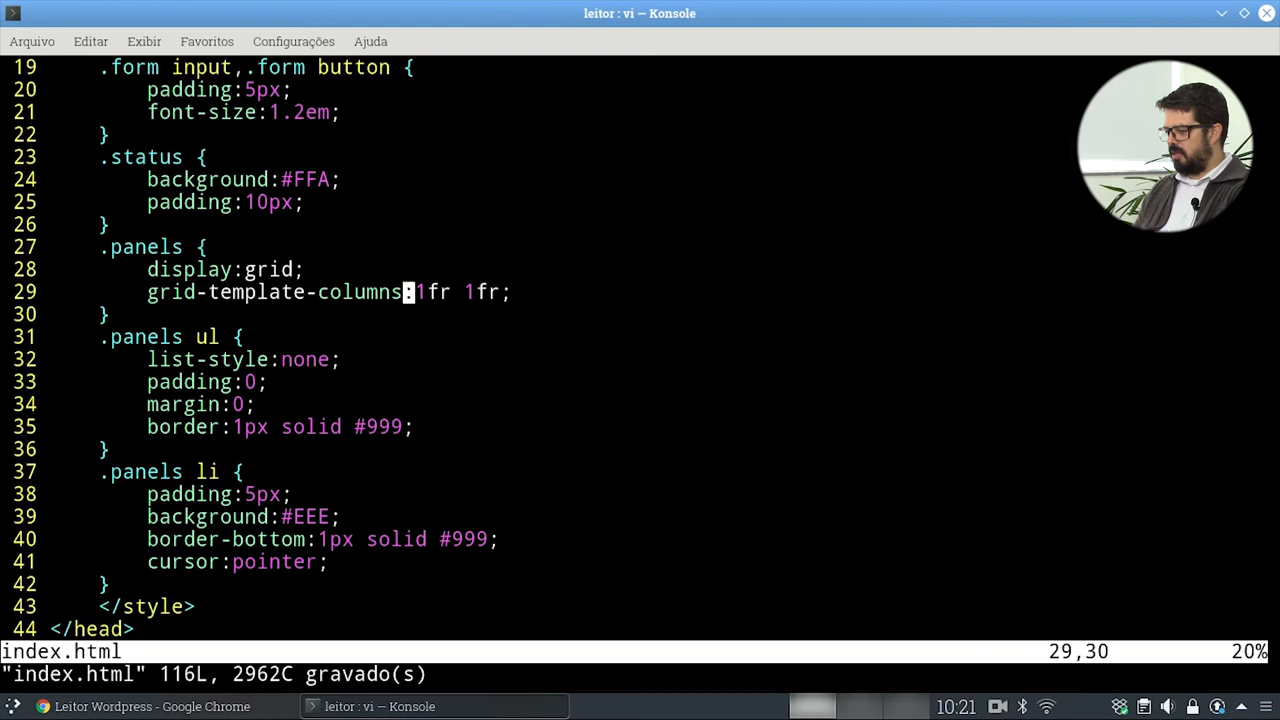 leitor : vi — Konsole
Arquivo Editar Exibir Favoritos Configurações Ajuda
19 .form input,.form button {
20 padding:5px;
21 font-size:1.2em;
22 }
23 .status {
24 background:#FFA;
25 padding:10px;
26 }
27 .panels {
28 display:grid;
29 grid-template-columns:1fr 1fr;
30 }
31 .panels ul {
32 list-style:none;
33 padding:0;
34 margin:0;
35 border:1px solid #999;
36 }
37 .panels li {
38 padding:5px;
39 background:#EEE;
40 border-bottom:1px solid #999;
41 cursor:pointer;
42 }
43 </style>
44 </head>
index.html 29,30 20%
"index.html" 116L, 2962C gravado(s)
Leitor Wordpress - Google Chrome leitor : vi — Konsole 10:21